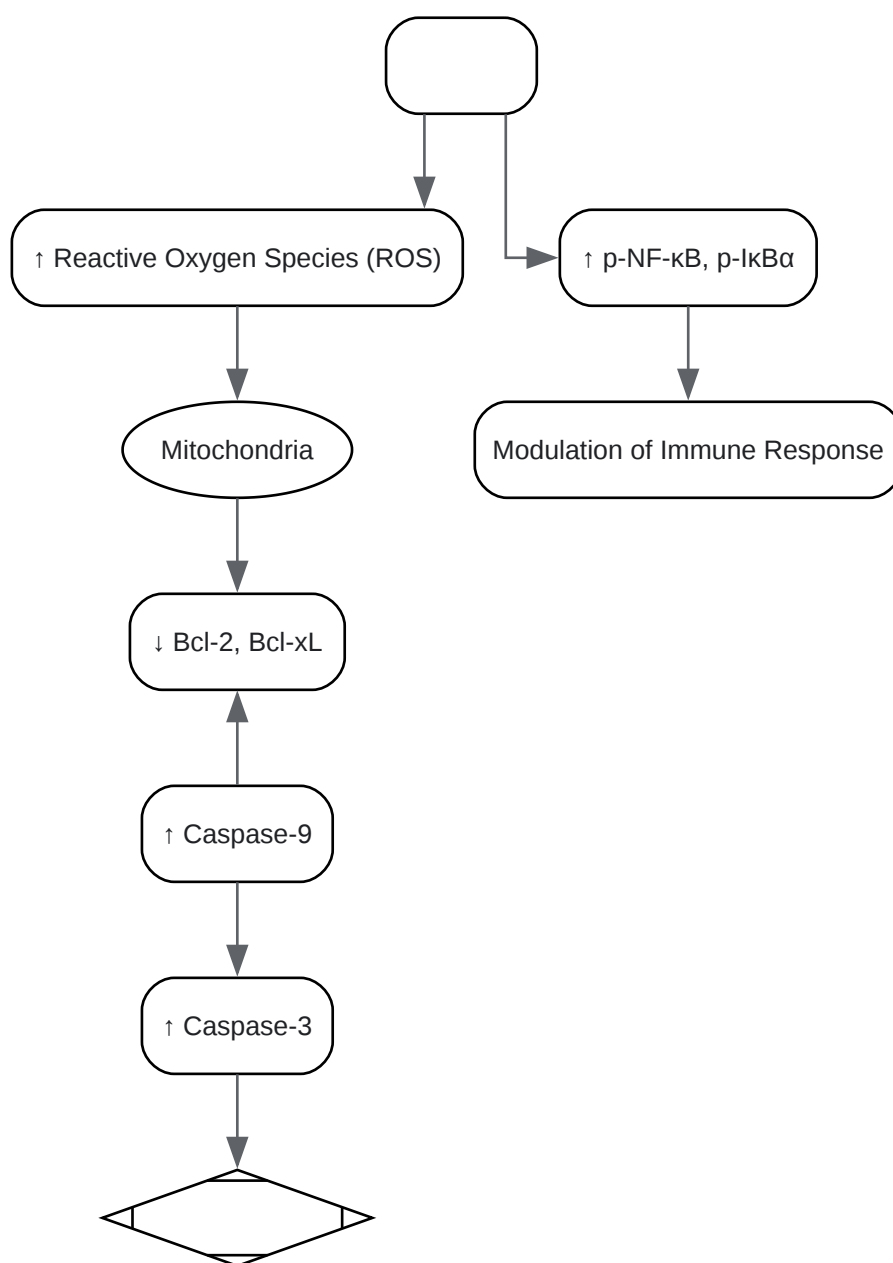 ↑ Reactive Oxygen Species (ROS)
↑ p-NF-κB, p-IκBα
Mitochondria
Modulation of Immune Response
↓ Bcl-2, Bcl-xL
↑ Caspase-9
↑ Caspase-3